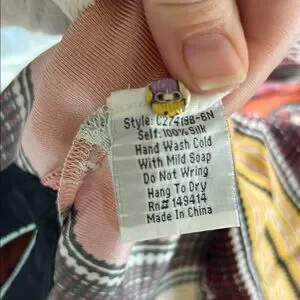 Style: C27419B-6N
Self: 100% Silk
Hand Wash Cold
With Mild Soap
Do Not Wring
Hang To Dry
Rn# 149414
Made In China